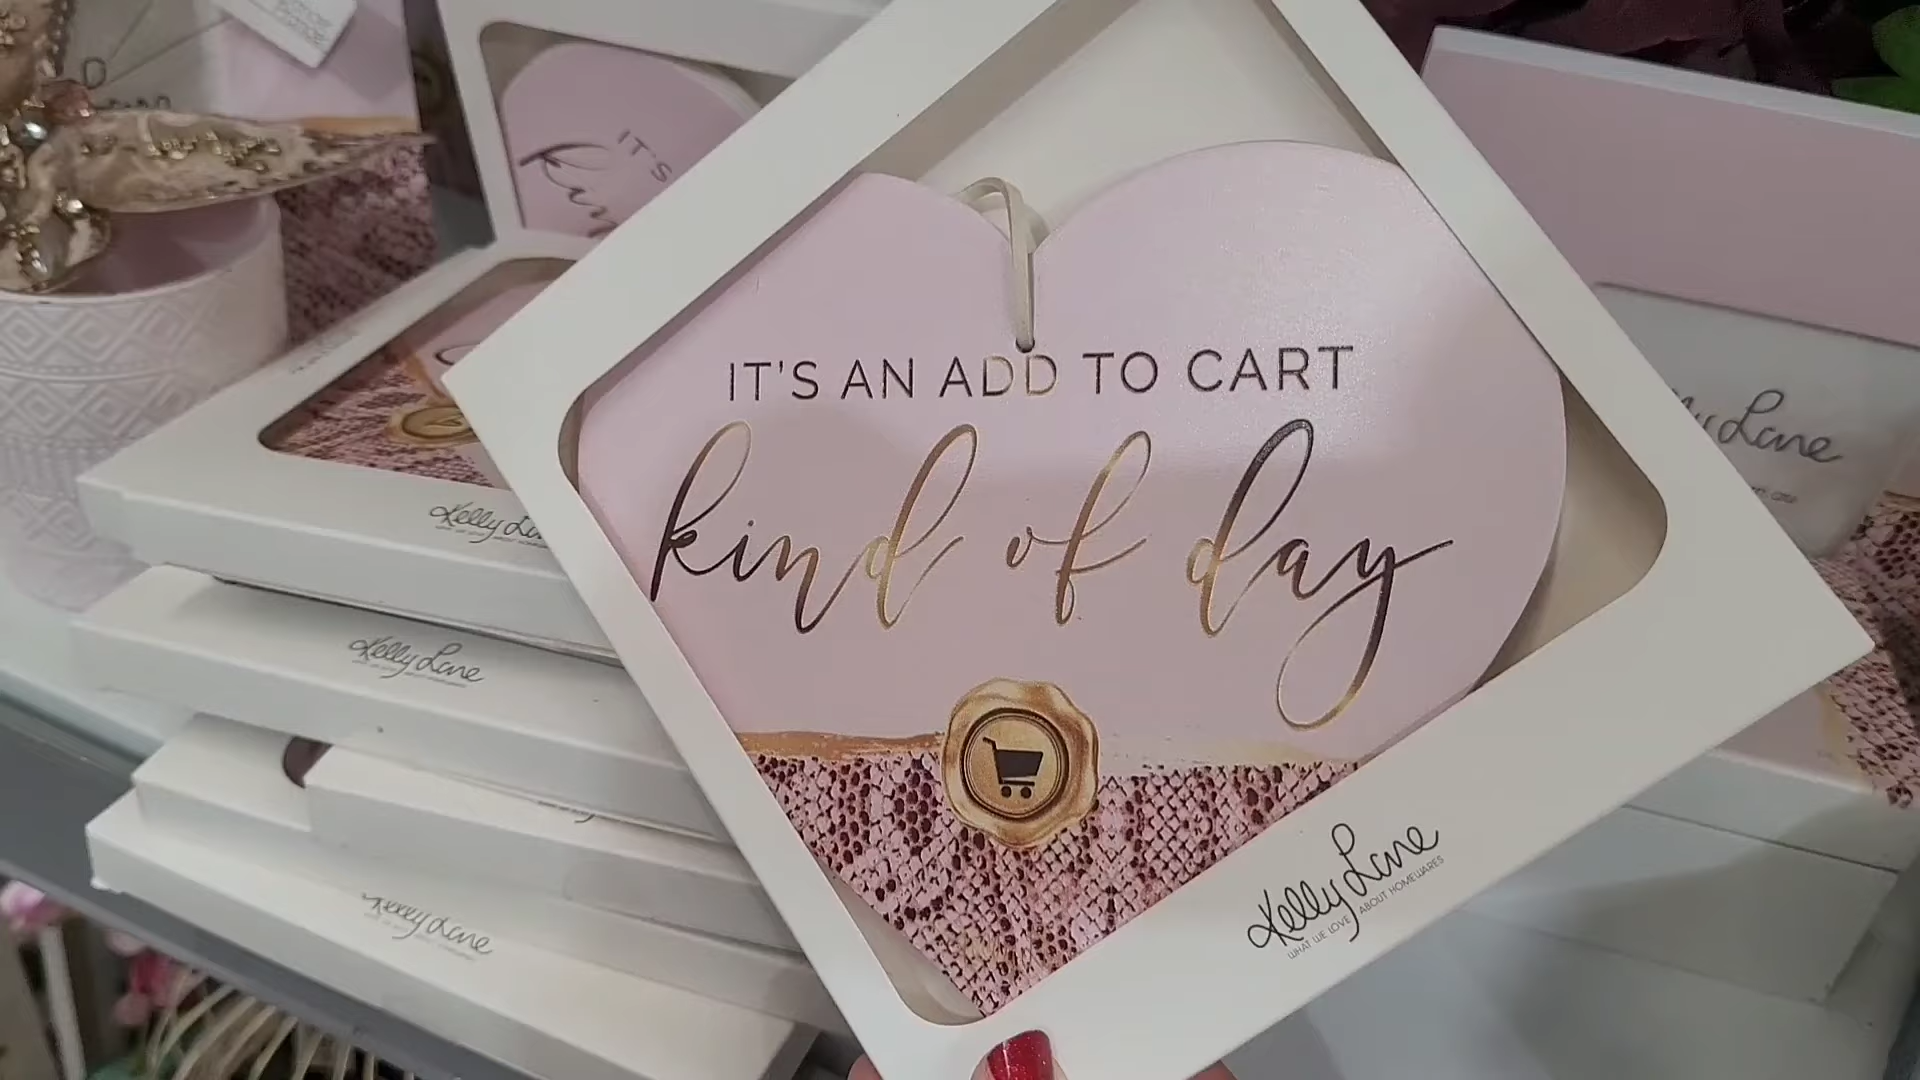 IT'S AN ADD TO CART
kind of day
Kelly Lane
WHAT WE LOVE ABOUT HOMEWARES
IT'S
Kelly
Kelly Lane
Kelly Lane
Lane